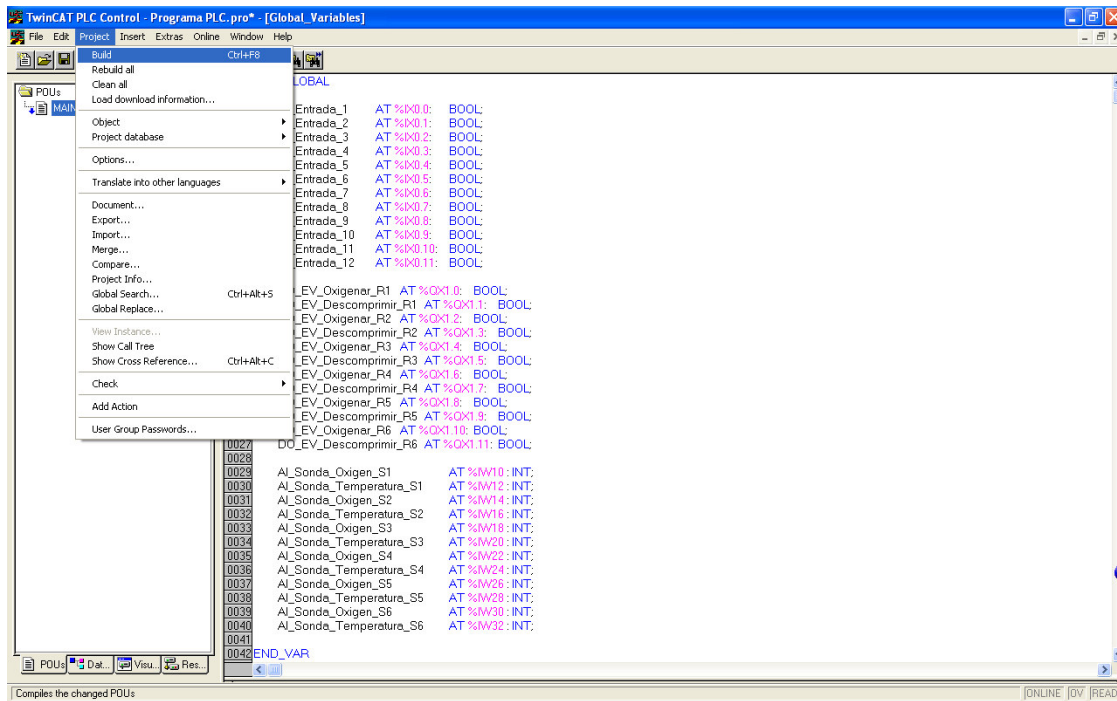 TwinCAT PLC Control - Programa PLC.pro* - [Global_Variables]
File Edit Project Insert Extras Online Window Help
Build Ctrl+F8
Rebuild all
Clean all
Load download information...
Object
Project database
Options...
Translate into other languages
Document...
Export...
Import...
Merge...
Compare...
Project Info...
Global Search... Ctrl+Alt+S
Global Replace...
View Instance...
Show Call Tree
Show Cross Reference... Ctrl+Alt+C
Check
Add Action
User Group Passwords...
POUs
MAIN
LOBAL
Entrada_1 AT %IX0.0: BOOL;
Entrada_2 AT %IX0.1: BOOL;
Entrada_3 AT %IX0.2: BOOL;
Entrada_4 AT %IX0.3: BOOL;
Entrada_5 AT %IX0.4: BOOL;
Entrada_6 AT %IX0.5: BOOL;
Entrada_7 AT %IX0.6: BOOL;
Entrada_8 AT %IX0.7: BOOL;
Entrada_9 AT %IX0.8: BOOL;
Entrada_10 AT %IX0.9: BOOL;
Entrada_11 AT %IX0.10: BOOL;
Entrada_12 AT %IX0.11: BOOL;
_EV_Oxigenar_R1 AT %QX1.0: BOOL;
_EV_Descomprimir_R1 AT %QX1.1: BOOL;
_EV_Oxigenar_R2 AT %QX1.2: BOOL;
_EV_Descomprimir_R2 AT %QX1.3: BOOL;
_EV_Oxigenar_R3 AT %QX1.4: BOOL;
_EV_Descomprimir_R3 AT %QX1.5: BOOL;
_EV_Oxigenar_R4 AT %QX1.6: BOOL;
_EV_Descomprimir_R4 AT %QX1.7: BOOL;
_EV_Oxigenar_R5 AT %QX1.8: BOOL;
_EV_Descomprimir_R5 AT %QX1.9: BOOL;
_EV_Oxigenar_R6 AT %QX1.10: BOOL;
0027 DO_EV_Descomprimir_R6 AT %QX1.11: BOOL;
0028
0029 AI_Sonda_Oxigen_S1 AT %IW10 : INT;
0030 AI_Sonda_Temperatura_S1 AT %IW12 : INT;
0031 AI_Sonda_Oxigen_S2 AT %IW14 : INT;
0032 AI_Sonda_Temperatura_S2 AT %IW16 : INT;
0033 AI_Sonda_Oxigen_S3 AT %IW18 : INT;
0034 AI_Sonda_Temperatura_S3 AT %IW20 : INT;
0035 AI_Sonda_Oxigen_S4 AT %IW22 : INT;
0036 AI_Sonda_Temperatura_S4 AT %IW24 : INT;
0037 AI_Sonda_Oxigen_S5 AT %IW26 : INT;
0038 AI_Sonda_Temperatura_S5 AT %IW28 : INT;
0039 AI_Sonda_Oxigen_S6 AT %IW30 : INT;
0040 AI_Sonda_Temperatura_S6 AT %IW32 : INT;
0041
0042 END_VAR
POUs Dat... Visu... Res...
Compiles the changed POUs ONLINE OV READ